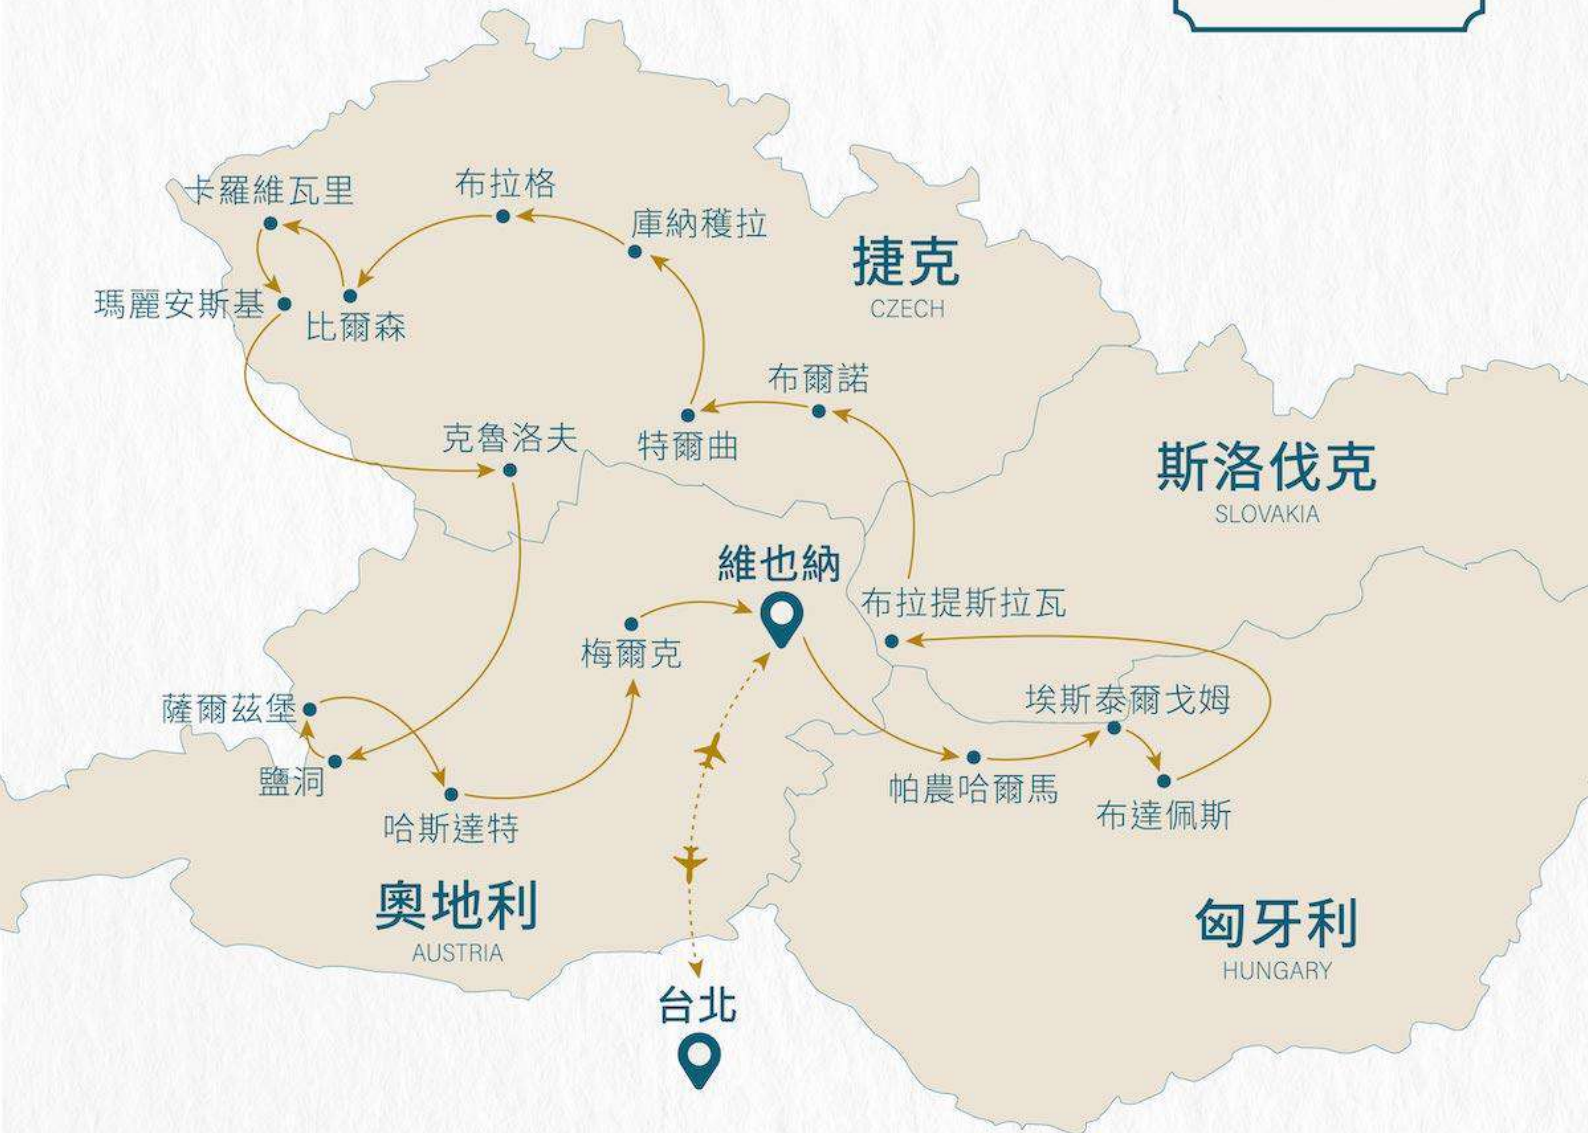 布拉格
卡羅維瓦里
庫納穫拉
捷克
CZECH
瑪麗安斯基
比爾森
布爾諾
克魯洛夫
特爾曲
斯洛伐克
SLOVAKIA
維也納
布拉提斯拉瓦
梅爾克
薩爾茲堡
埃斯泰爾戈姆
鹽洞
帕農哈爾馬
布達佩斯
哈斯達特
奧地利
AUSTRIA
匈牙利
HUNGARY
台北